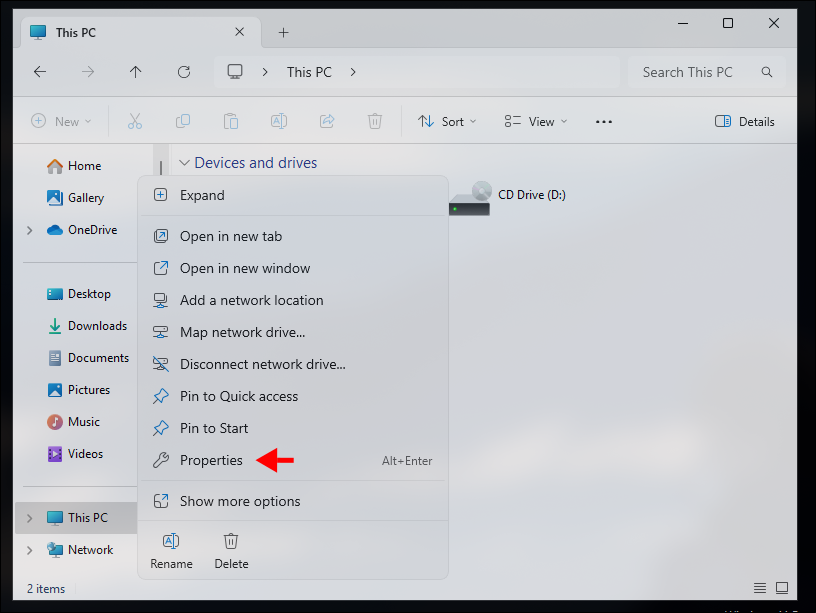 This PC
This PC
Search This PC
New
Sort
View
Details
Home
Gallery
OneDrive
Desktop
Downloads
Documents
Pictures
Music
Videos
This PC
Network
Devices and drives
CD Drive (D:)
Expand
Open in new tab
Open in new window
Add a network location
Map network drive...
Disconnect network drive...
Pin to Quick access
Pin to Start
Properties Alt+Enter
Show more options
Rename Delete
2 items